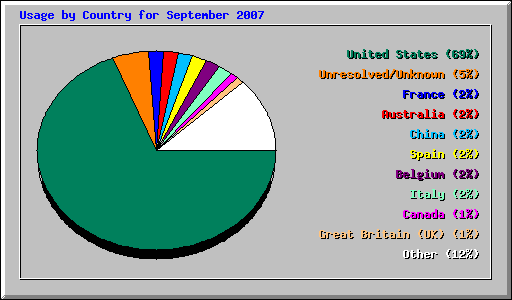 Usage by Country for September 2007
United States (69%)
Unresolved/Unknown (5%)
France (2%)
Australia (2%)
China (2%)
Spain (2%)
Belgium (2%)
Italy (2%)
Canada (1%)
Great Britain (UK) (1%)
Other (12%)